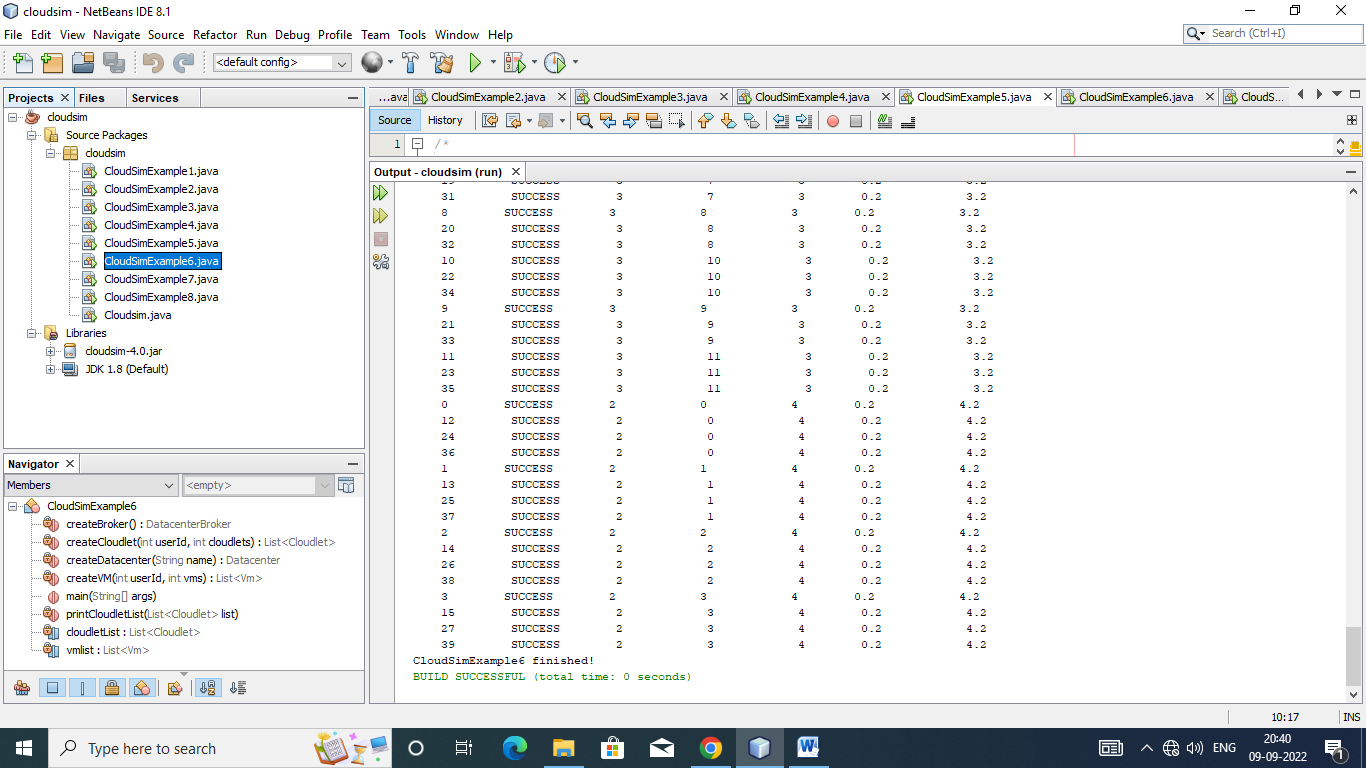 cloudsim - NetBeans IDE 8.1
File Edit View Navigate Source Refactor Run Debug Profile Team Tools Window Help
Search (Ctrl+I)
<default config>
Projects Files Services
cloudsim
Source Packages
cloudsim
CloudSimExample1.java
CloudSimExample2.java
CloudSimExample3.java
CloudSimExample4.java
CloudSimExample5.java
CloudSimExample6.java
CloudSimExample7.java
CloudSimExample8.java
Cloudsim.java
Libraries
cloudsim-4.0.jar
JDK 1.8 (Default)
Navigator
Members <empty>
CloudSimExample6
createBroker() : DatacenterBroker
createCloudlet(int userId, int cloudlets) : List<Cloudlet>
createDatacenter(String name) : Datacenter
createVM(int userId, int vms) : List<Vm>
main(String[] args)
printCloudletList(List<Cloudlet> list)
cloudletList : List<Cloudlet>
vmlist : List<Vm>
...ava CloudSimExample2.java CloudSimExample3.java CloudSimExample4.java CloudSimExample5.java CloudSimExample6.java CloudS...
Source History
1 /*
Output - cloudsim (run)
31 SUCCESS 3 7 3 0.2 3.2
8 SUCCESS 3 8 3 0.2 3.2
20 SUCCESS 3 8 3 0.2 3.2
32 SUCCESS 3 8 3 0.2 3.2
10 SUCCESS 3 10 3 0.2 3.2
22 SUCCESS 3 10 3 0.2 3.2
34 SUCCESS 3 10 3 0.2 3.2
9 SUCCESS 3 9 3 0.2 3.2
21 SUCCESS 3 9 3 0.2 3.2
33 SUCCESS 3 9 3 0.2 3.2
11 SUCCESS 3 11 3 0.2 3.2
23 SUCCESS 3 11 3 0.2 3.2
35 SUCCESS 3 11 3 0.2 3.2
0 SUCCESS 2 0 4 0.2 4.2
12 SUCCESS 2 0 4 0.2 4.2
24 SUCCESS 2 0 4 0.2 4.2
36 SUCCESS 2 0 4 0.2 4.2
1 SUCCESS 2 1 4 0.2 4.2
13 SUCCESS 2 1 4 0.2 4.2
25 SUCCESS 2 1 4 0.2 4.2
37 SUCCESS 2 1 4 0.2 4.2
2 SUCCESS 2 2 4 0.2 4.2
14 SUCCESS 2 2 4 0.2 4.2
26 SUCCESS 2 2 4 0.2 4.2
38 SUCCESS 2 2 4 0.2 4.2
3 SUCCESS 2 3 4 0.2 4.2
15 SUCCESS 2 3 4 0.2 4.2
27 SUCCESS 2 3 4 0.2 4.2
39 SUCCESS 2 3 4 0.2 4.2
CloudSimExample6 finished!
BUILD SUCCESSFUL (total time: 0 seconds)
10:17 INS
Type here to search
ENG
20:40
09-09-2022
1